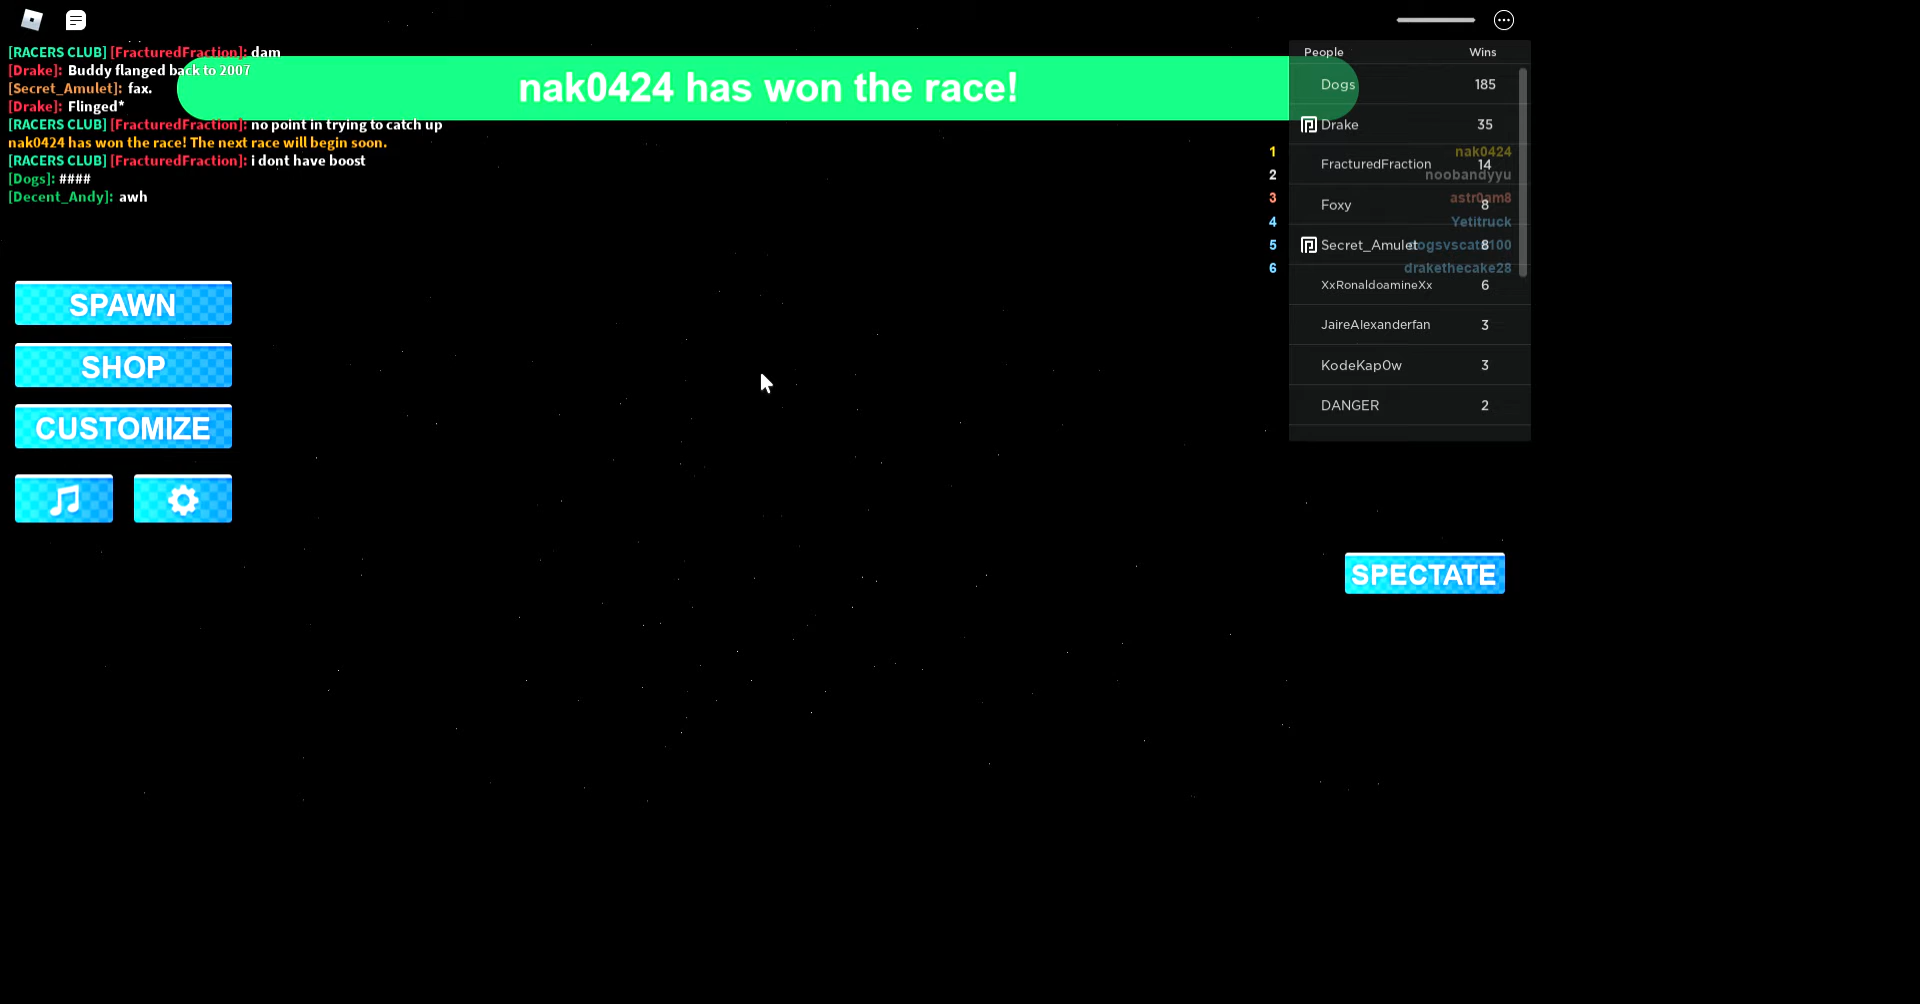 [RACERS CLUB] [FracturedFraction]: dam
[Drake]: Buddy flanged back to 2007
[Secret_Amulet]: fax.
[Drake]: Flinged*
[RACERS CLUB] [FracturedFraction]: no point in trying to catch up
nak0424 has won the race! The next race will begin soon.
[RACERS CLUB] [FracturedFraction]: i dont have boost
[Dogs]: ####
[Decent_Andy]: awh
nak0424 has won the race!
SPAWN
SHOP
CUSTOMIZE
People Wins
Dogs 185
Drake 35
FracturedFraction 14
Foxy 8
Secret_Amulet 8
XxRonaldoamineXx 6
JaireAlexanderfan 3
KodeKap0w 3
DANGER 2
1 nak0424
2 noobandyyu
3 astr0am8
4 Yetitruck
5
6 drakethecake28
SPECTATE